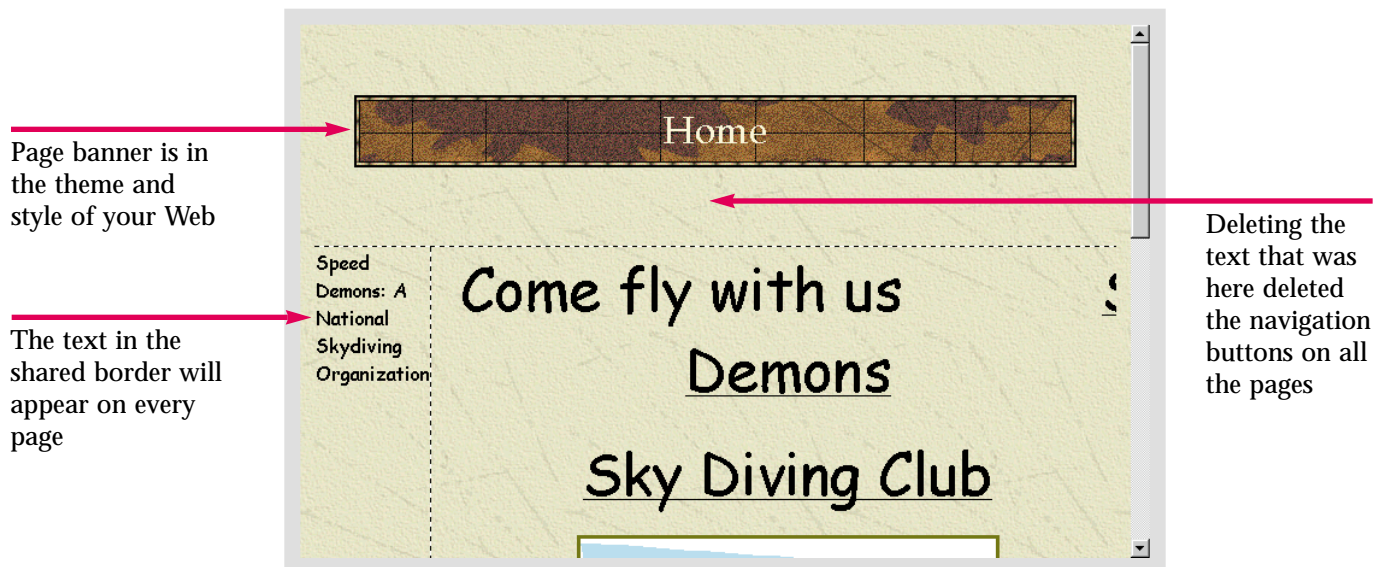 Page banner is in
the theme and
style of your Web
The text in the
shared border will
appear on every
page
Home
Speed
Demons: A
National
Skydiving
Organization
Come fly with us
Demons
Sky Diving Club
Deleting the
text that was
here deleted
the navigation
buttons on all
the pages